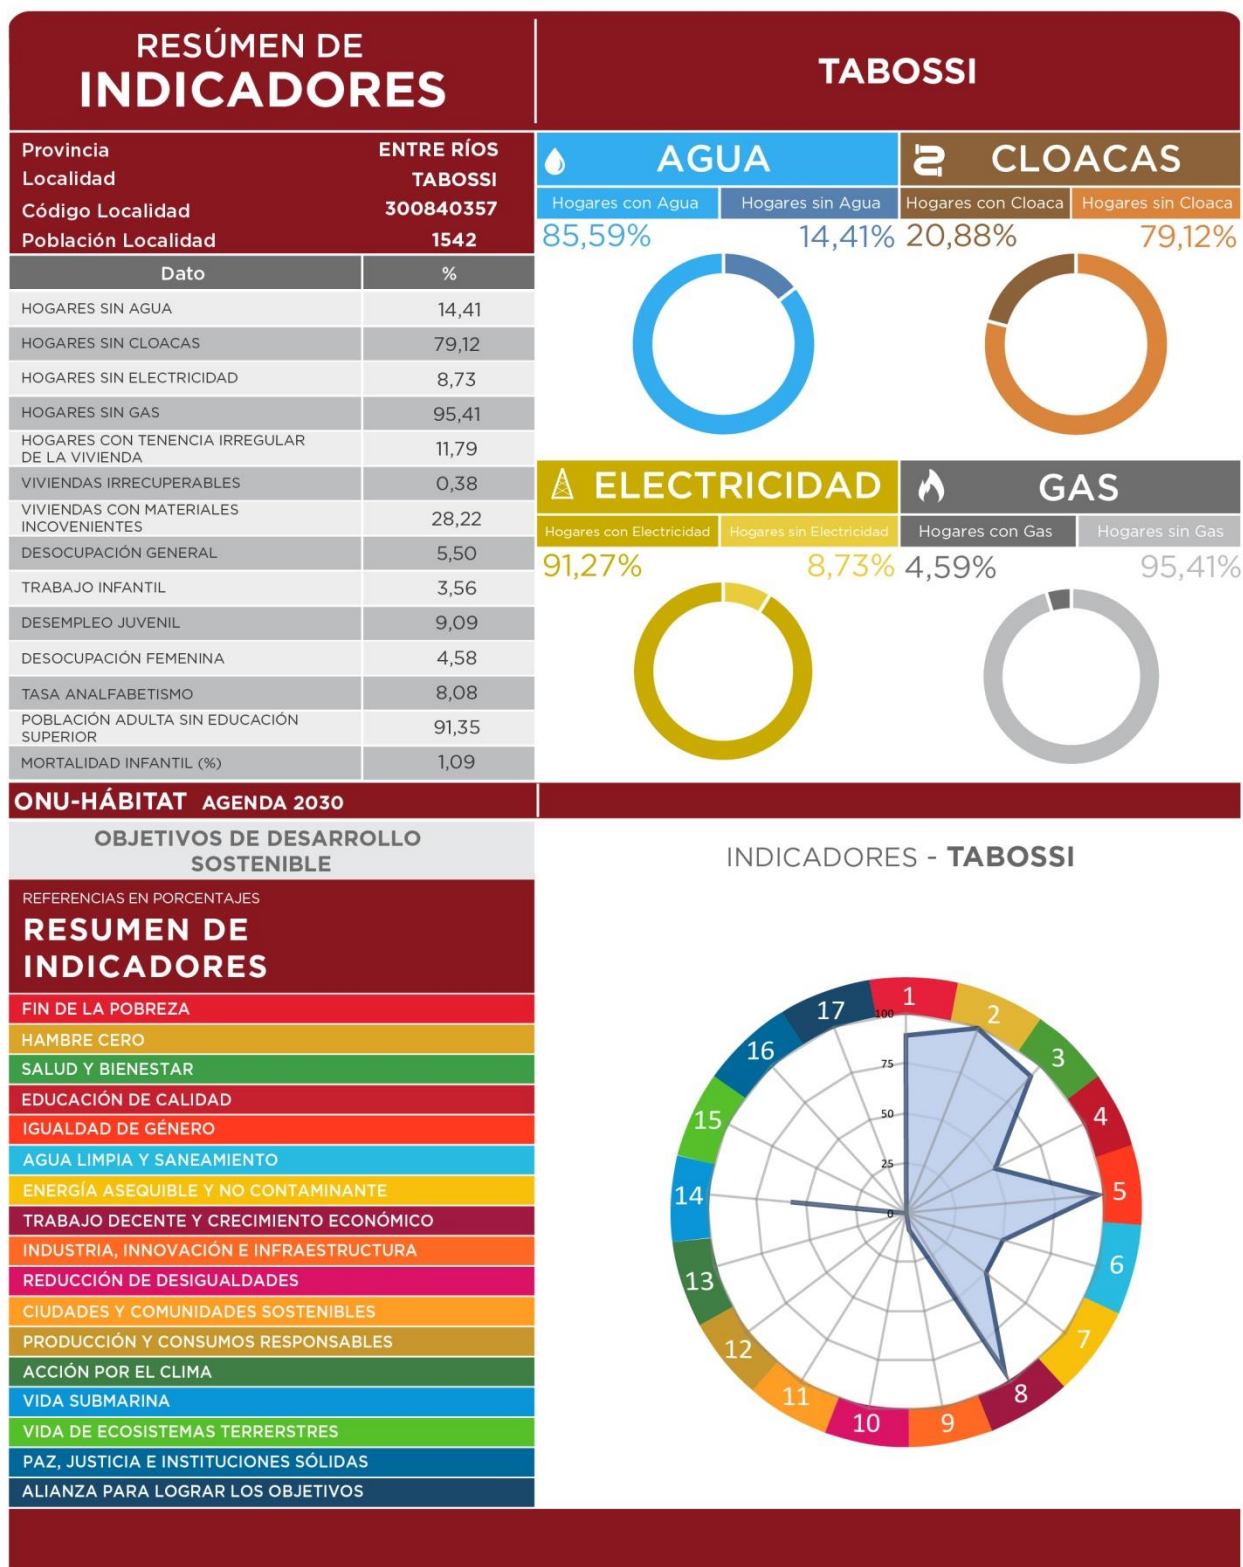 RESÚMEN DE
INDICADORES
TABOSSI
Provincia ENTRE RÍOS
Localidad TABOSSI
Código Localidad 300840357
Población Localidad 1542
Dato %
HOGARES SIN AGUA 14,41
HOGARES SIN CLOACAS 79,12
HOGARES SIN ELECTRICIDAD 8,73
HOGARES SIN GAS 95,41
HOGARES CON TENENCIA IRREGULAR
DE LA VIVIENDA 11,79
VIVIENDAS IRRECUPERABLES 0,38
VIVIENDAS CON MATERIALES
INCOVENIENTES 28,22
DESOCUPACIÓN GENERAL 5,50
TRABAJO INFANTIL 3,56
DESEMPLEO JUVENIL 9,09
DESOCUPACIÓN FEMENINA 4,58
TASA ANALFABETISMO 8,08
POBLACIÓN ADULTA SIN EDUCACIÓN
SUPERIOR 91,35
MORTALIDAD INFANTIL (%) 1,09
AGUA
Hogares con Agua Hogares sin Agua
85,59% 14,41%
CLOACAS
Hogares con Cloaca Hogares sin Cloaca
20,88% 79,12%
ELECTRICIDAD
Hogares con Electricidad Hogares sin Electricidad
91,27% 8,73%
GAS
Hogares con Gas Hogares sin Gas
4,59% 95,41%
ONU-HÁBITAT AGENDA 2030
OBJETIVOS DE DESARROLLO
SOSTENIBLE
REFERENCIAS EN PORCENTAJES
RESUMEN DE
INDICADORES
FIN DE LA POBREZA
HAMBRE CERO
SALUD Y BIENESTAR
EDUCACIÓN DE CALIDAD
IGUALDAD DE GÉNERO
AGUA LIMPIA Y SANEAMIENTO
ENERGÍA ASEQUIBLE Y NO CONTAMINANTE
TRABAJO DECENTE Y CRECIMIENTO ECONÓMICO
INDUSTRIA, INNOVACIÓN E INFRAESTRUCTURA
REDUCCIÓN DE DESIGUALDADES
CIUDADES Y COMUNIDADES SOSTENIBLES
PRODUCCIÓN Y CONSUMOS RESPONSABLES
ACCIÓN POR EL CLIMA
VIDA SUBMARINA
VIDA DE ECOSISTEMAS TERRERSTRES
PAZ, JUSTICIA E INSTITUCIONES SÓLIDAS
ALIANZA PARA LOGRAR LOS OBJETIVOS
INDICADORES - TABOSSI
1
2
3
4
5
6
7
8
9
10
11
12
13
14
15
16
17
100
75
50
25
0